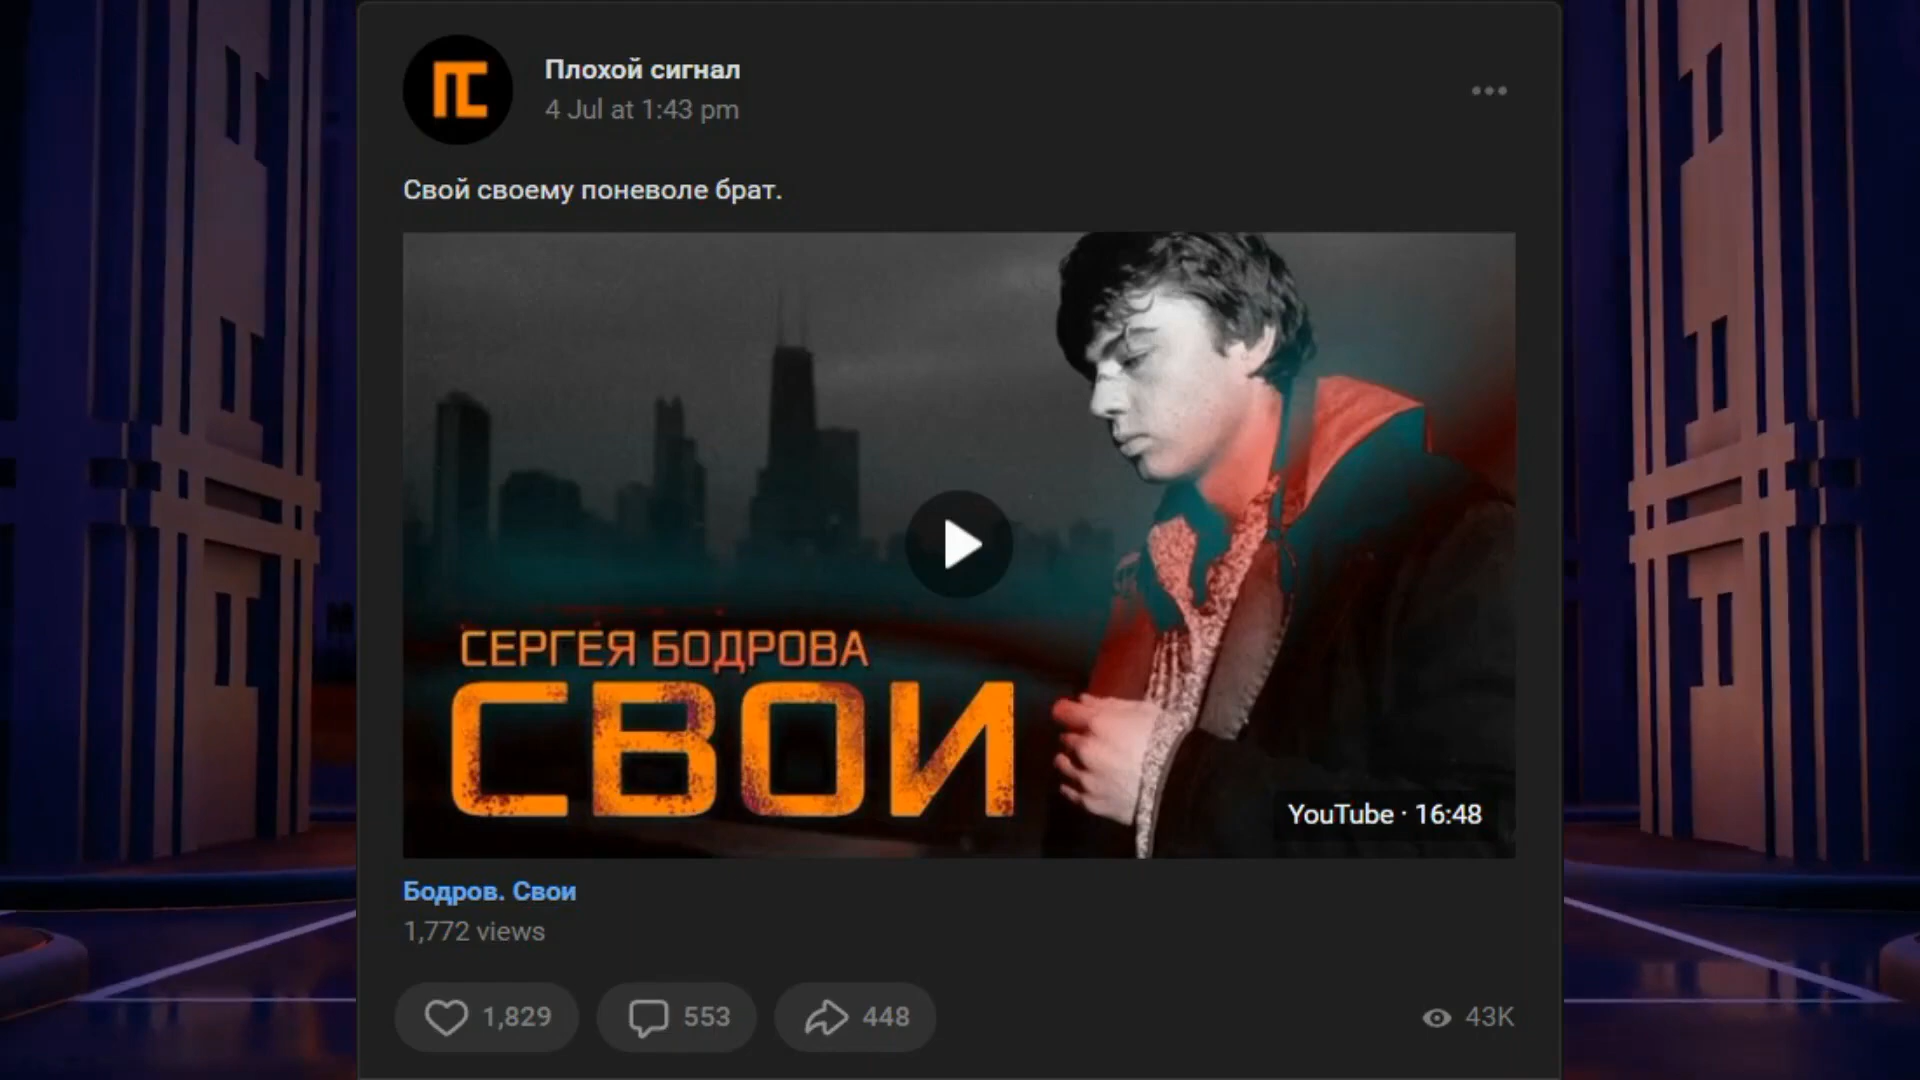 ПС
Плохой сигнал
4 Jul at 1:43 pm
Свой своему поневоле брат.
СЕРГЕЯ БОДРОВА
СВОИ
YouTube · 16:48
Бодров. Свои
1,772 views
1,829 553 448 43K